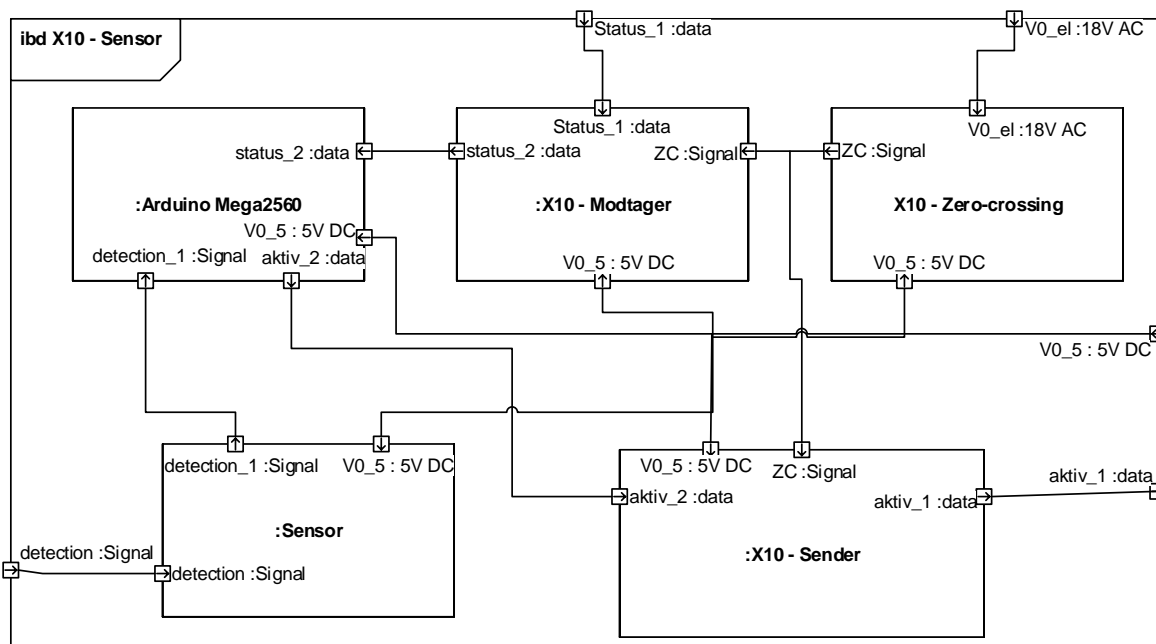 Status_1 :data
V0_el :18V AC
ibd X10 - Sensor
Status_1 :data
V0_el :18V AC
status_2 :data
status_2 :data
ZC :Signal
ZC :Signal
:Arduino Mega2560
:X10 - Modtager
X10 - Zero-crossing
V0_5 : 5V DC
detection_1 :Signal
aktiv_2 :data
V0_5 : 5V DC
V0_5 : 5V DC
V0_5 : 5V DC
detection_1 :Signal
V0_5 : 5V DC
V0_5 : 5V DC
ZC :Signal
aktiv_2 :data
aktiv_1 :data
aktiv_1 :data
:Sensor
:X10 - Sender
detection :Signal
detection :Signal